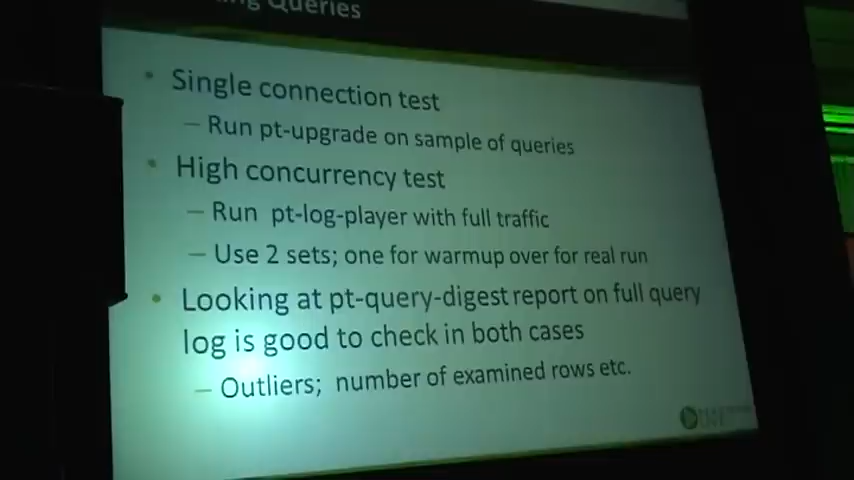 Queries
• Single connection test
– Run pt-upgrade on sample of queries
• High concurrency test
– Run pt-log-player with full traffic
– Use 2 sets; one for warmup over for real run
• Looking at pt-query-digest report on full query
log is good to check in both cases
– Outliers; number of examined rows etc.